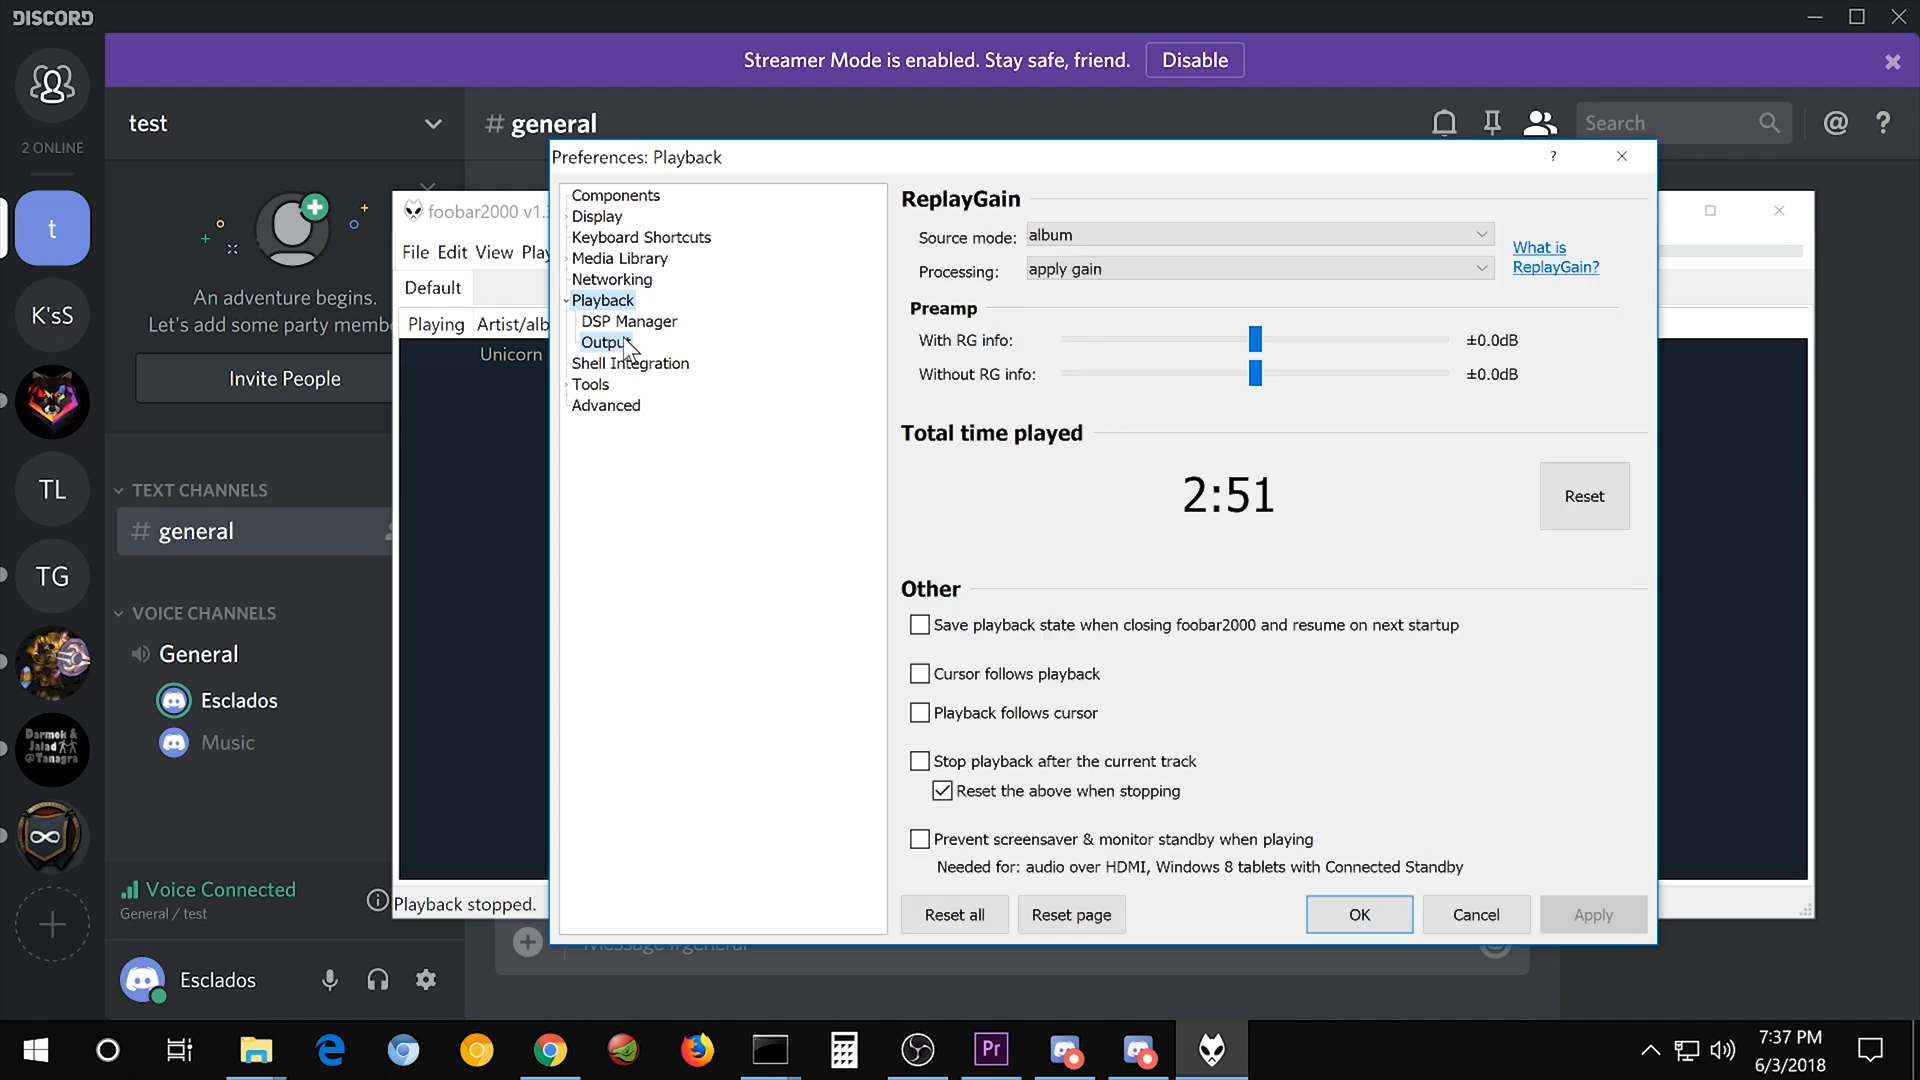 DISCORD
Streamer Mode is enabled. Stay safe, friend.
Disable
2 ONLINE
t
K'sS
TL
TG
Darmok &
Jalad
@Tanagra
test
An adventure begins.
Let's add some party
Invite People
TEXT CHANNELS
# general
VOICE CHANNELS
General
Esclados
Music
Voice Connected
General / test
Esclados
# general
Search
@
?
foobar2000 v1.
File Edit View
Default
Playing
Unicorn
Playback stopped.
Message #general
Preferences: Playback
?
Components
Display
Keyboard Shortcuts
Media Library
Networking
Playback
DSP Manager
Output
Shell Integration
Tools
Advanced
ReplayGain
Source mode:
album
Processing:
apply gain
What is
ReplayGain?
Preamp
With RG info:
±0.0dB
Without RG info:
±0.0dB
Total time played
2:51
Reset
Other
Save playback state when closing foobar2000 and resume on next startup
Cursor follows playback
Playback follows cursor
Stop playback after the current track
Reset the above when stopping
Prevent screensaver & monitor standby when playing
Needed for: audio over HDMI, Windows 8 tablets with Connected Standby
Reset all
Reset page
OK
Cancel
Apply
Pr
7:37 PM
6/3/2018